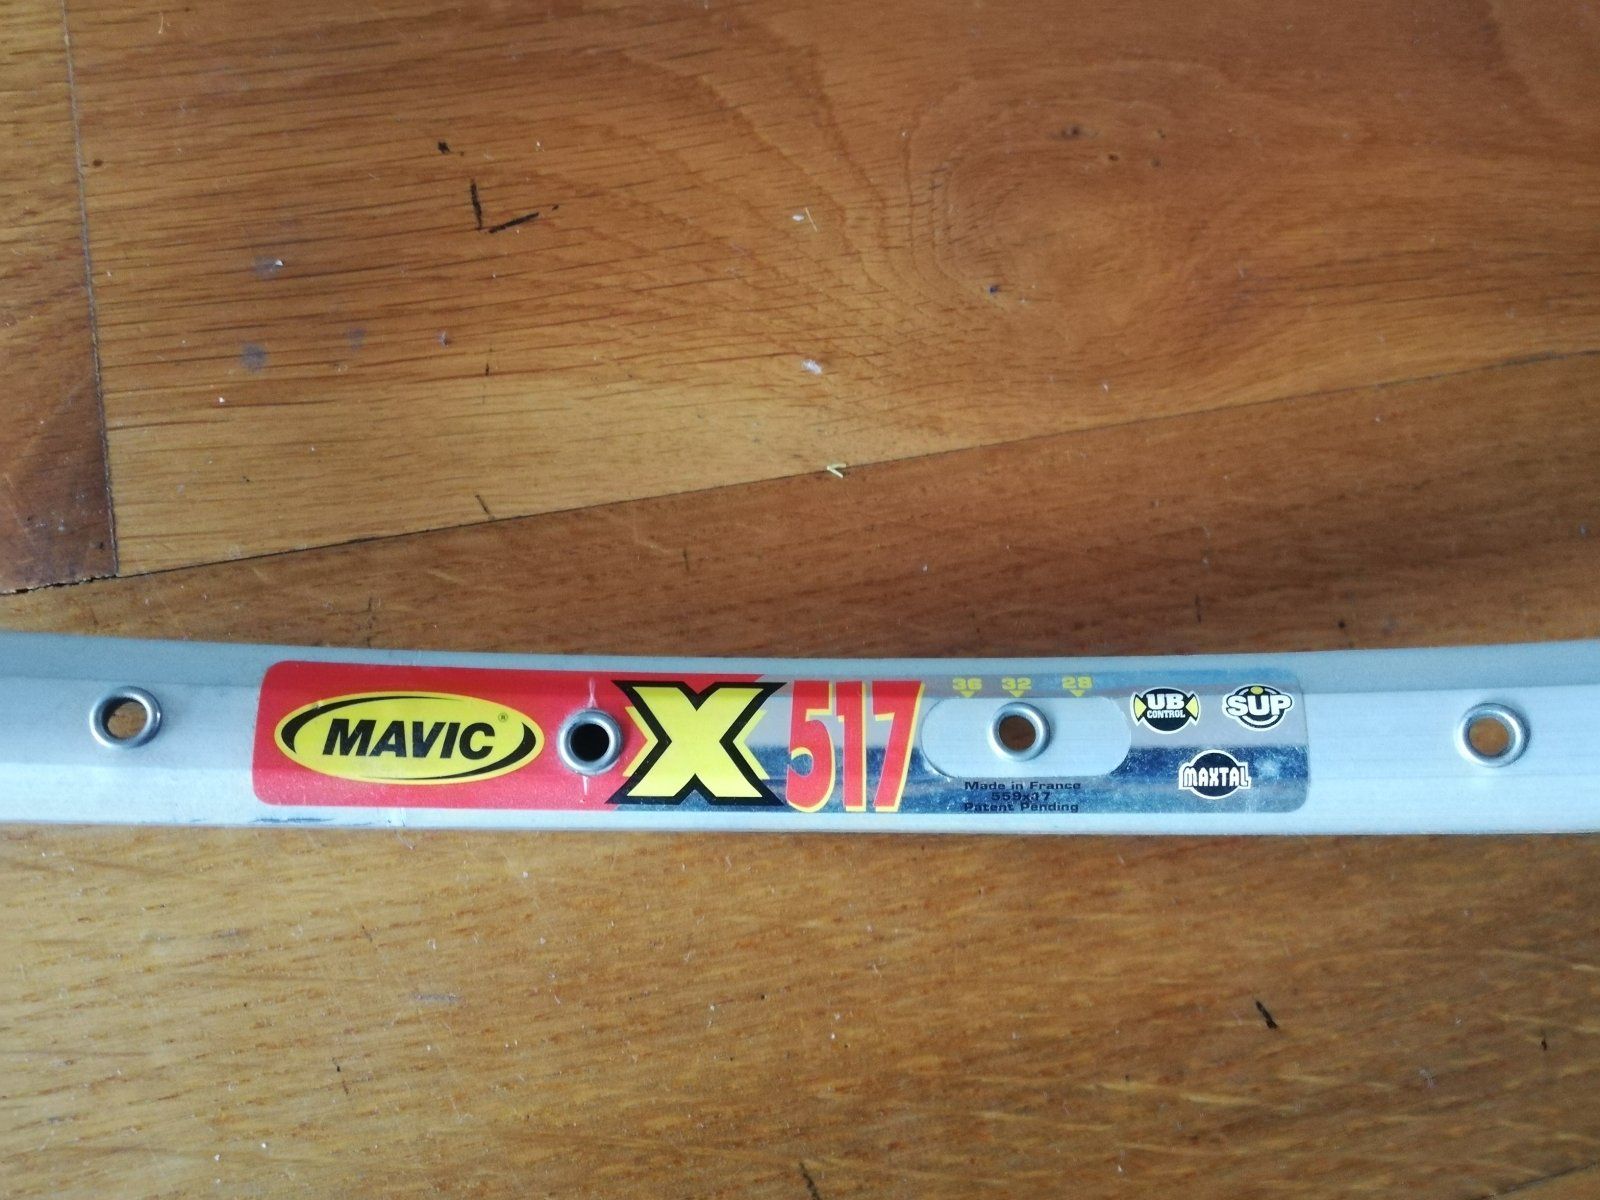 MAVIC®
X 517
36 32 28
Made in France
559x17
Patent Pending
UB
CONTROL
SUP
MAXTAL